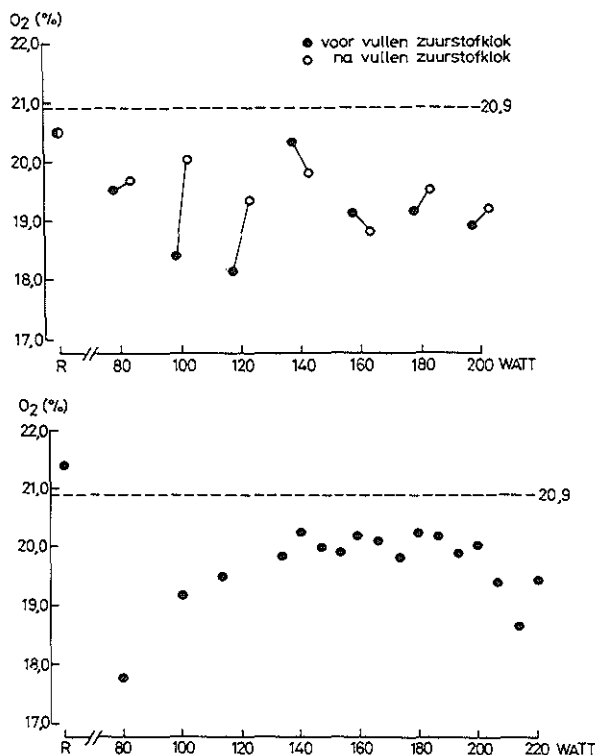 O₂ (%)
22,0
21,0
20,0
19,0
18,0
17,0
● voor vullen zuurstofklok
○ na vullen zuurstofklok
20,9
R 80 100 120 140 160 180 200 WATT
O₂ (%)
22,0
21,0
20,0
19,0
18,0
17,0
20,9
R 80 100 120 140 160 180 200 220
WATT